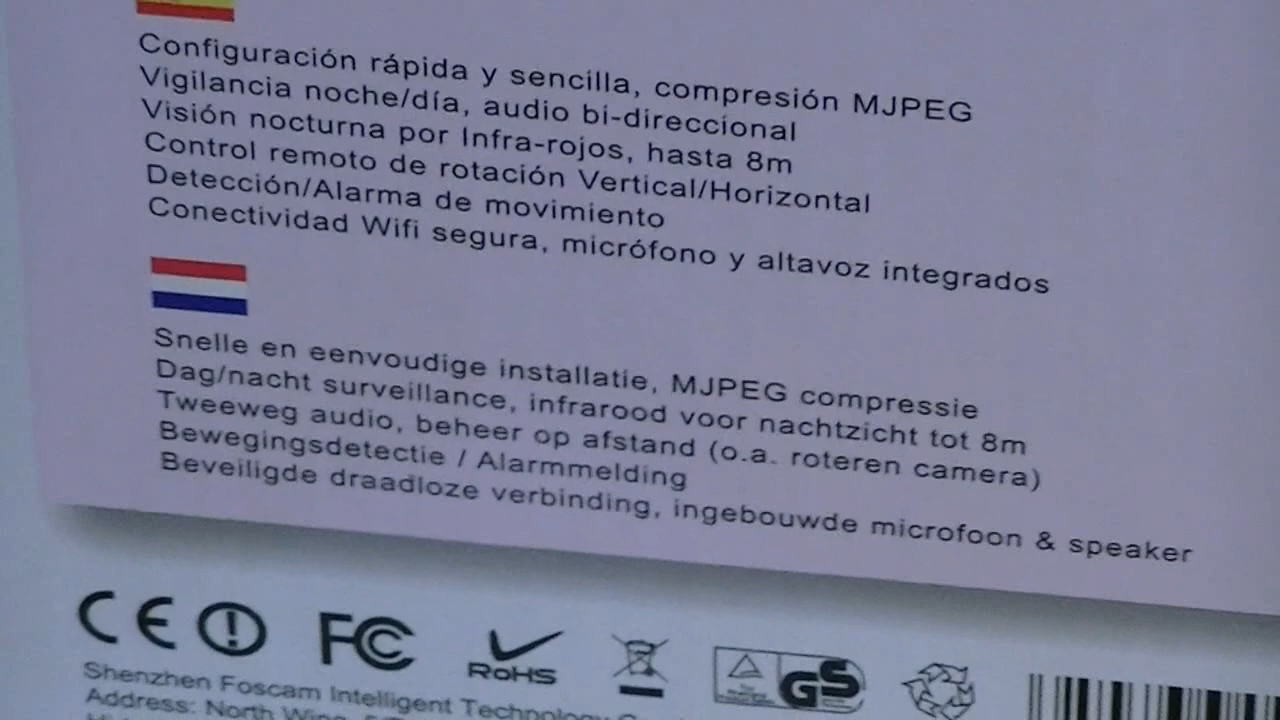 Configuración rápida y sencilla, compresión MJPEG
Vigilancia noche/día, audio bi-direccional
Visión nocturna por Infra-rojos, hasta 8m
Control remoto de rotación Vertical/Horizontal
Detección/Alarma de movimiento
Conectividad Wifi segura, micrófono y altavoz integrados
Snelle en eenvoudige installatie, MJPEG compressie
Dag/nacht surveillance, infrarood voor nachtzicht tot 8m
Tweeweg audio, beheer op afstand (o.a. roteren camera)
Bewegingsdetectie / Alarmmelding
Beveiligde draadloze verbinding, ingebouwde microfoon & speaker
CE FC RoHS GS
Shenzhen Foscam Intelligent Technology
Address: North Wing,